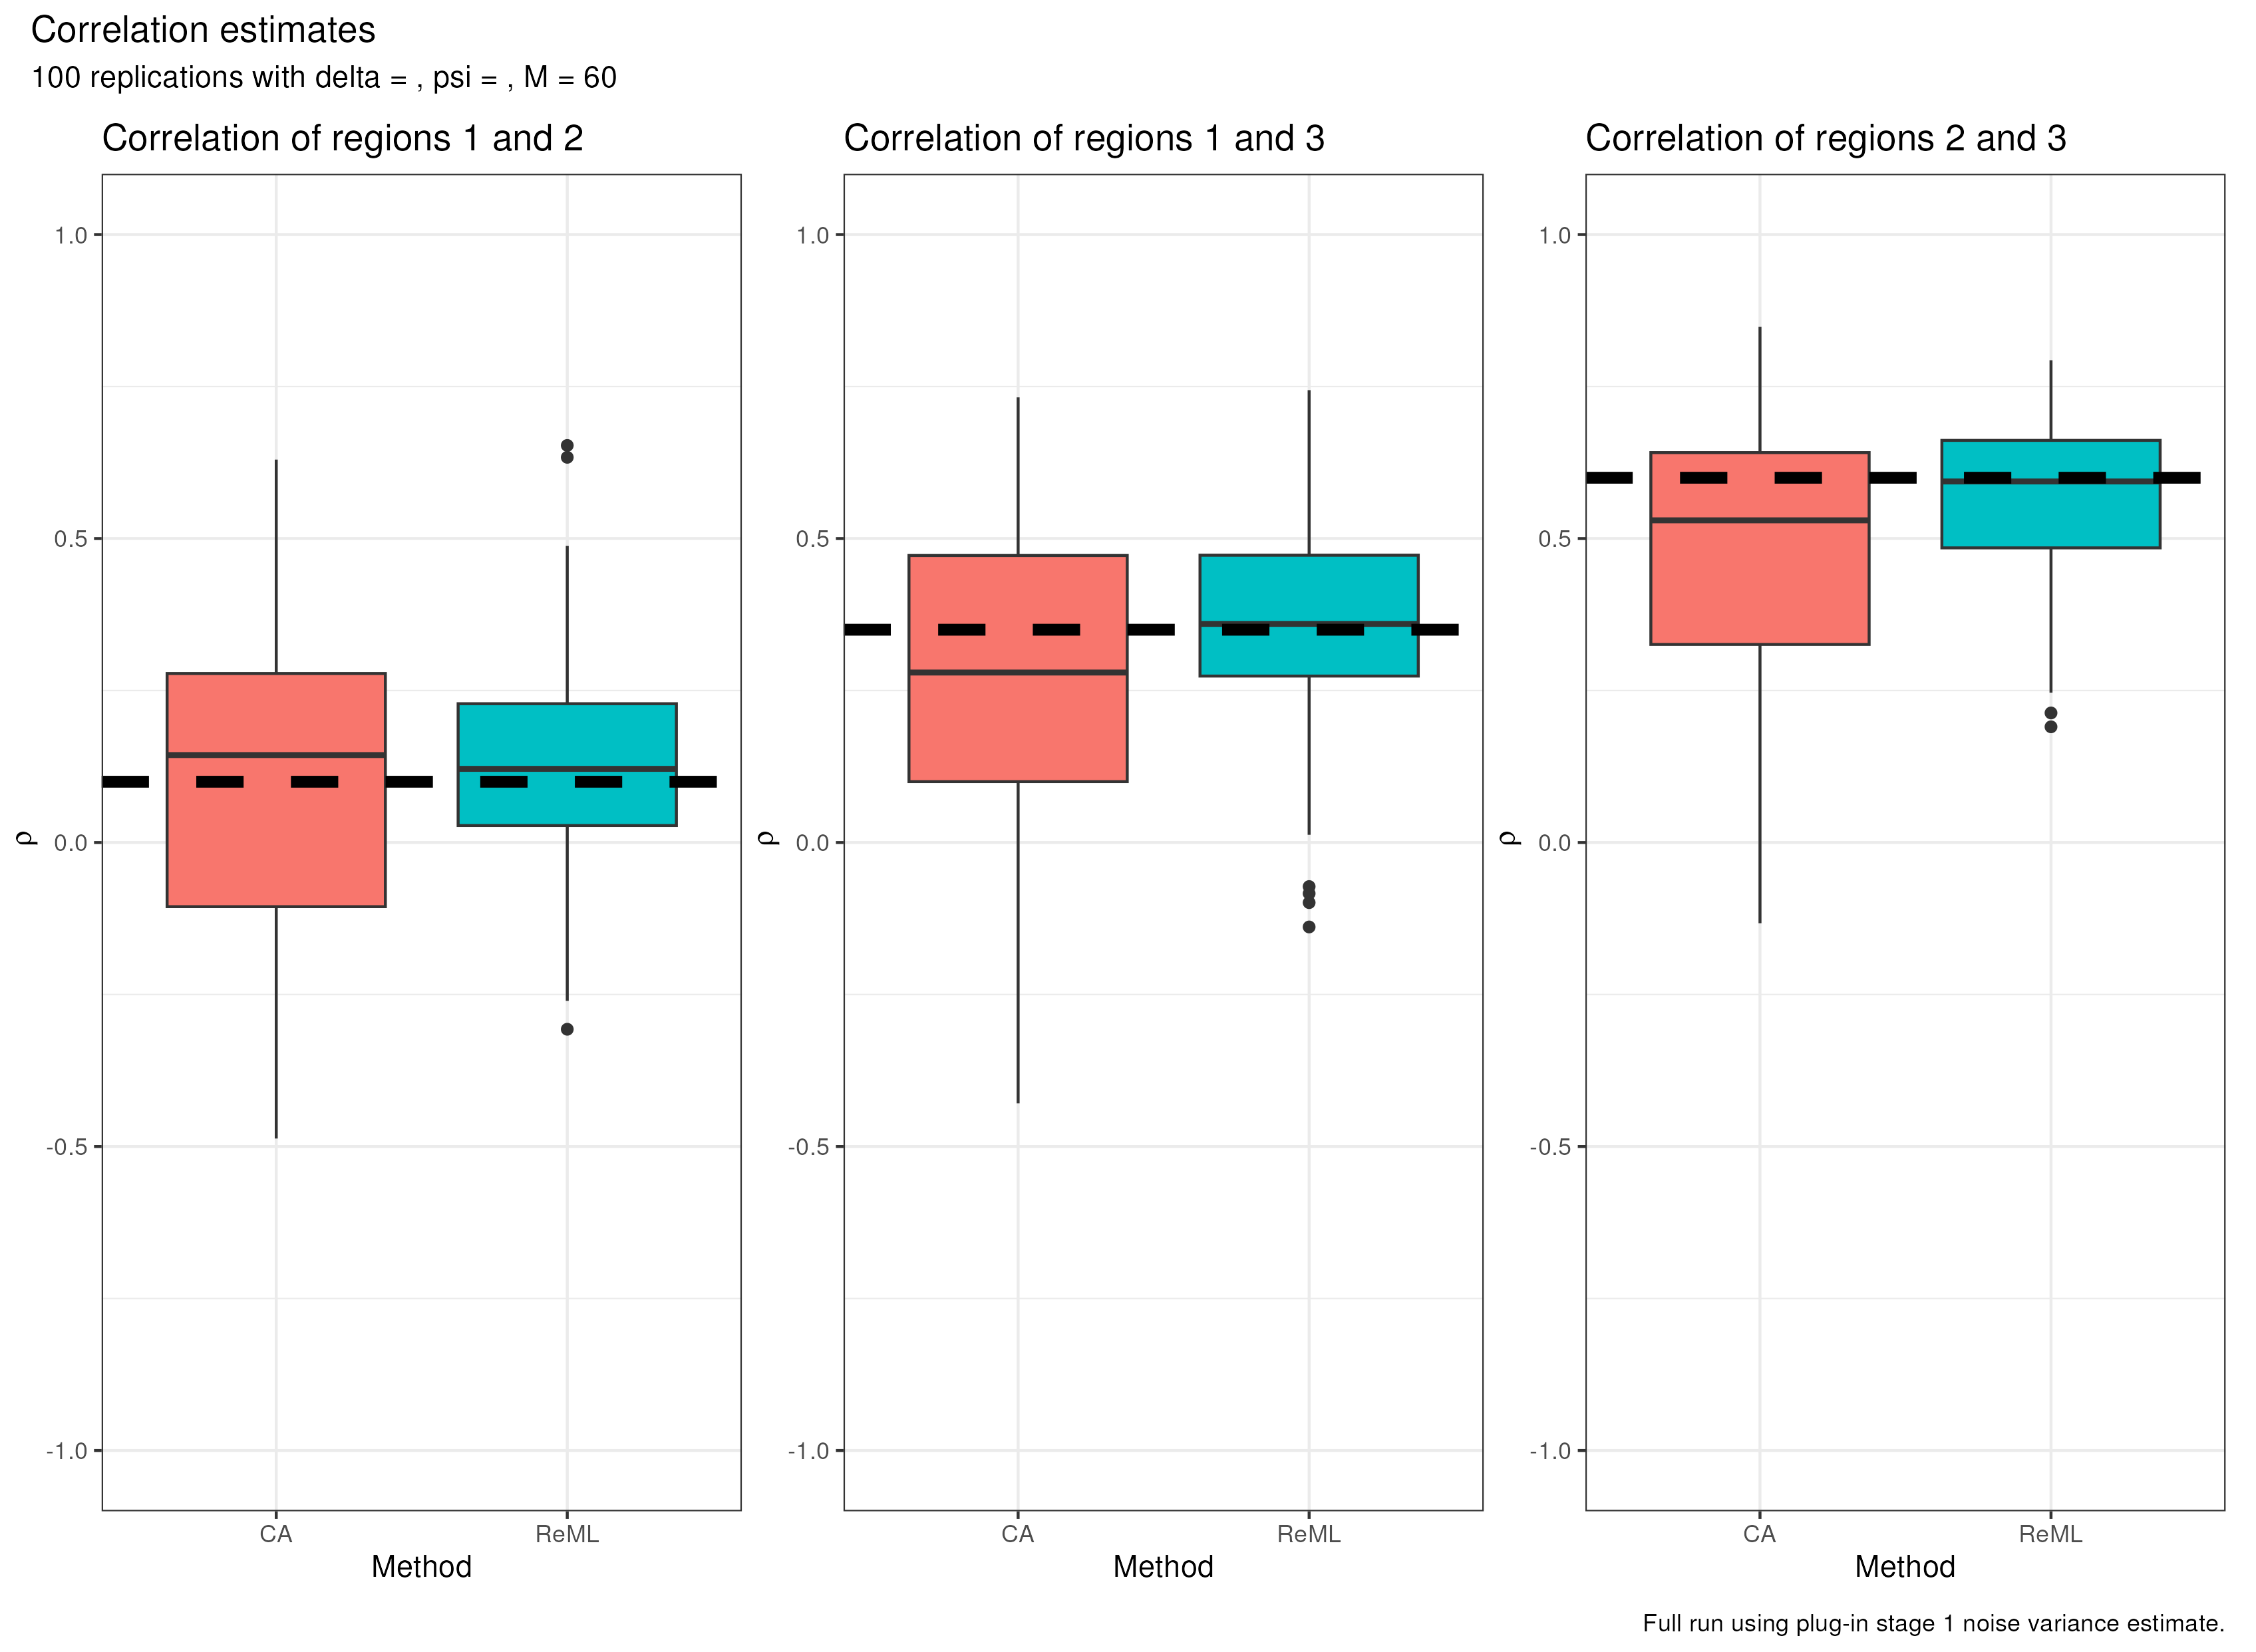 Correlation estimates
100 replications with delta = , psi = , M = 60
Correlation of regions 1 and 2
1.0
0.5
0.0
-0.5
-1.0
ρ
CA
ReML
Method
Correlation of regions 1 and 3
1.0
0.5
0.0
-0.5
-1.0
ρ
CA
ReML
Method
Correlation of regions 2 and 3
1.0
0.5
0.0
-0.5
-1.0
ρ
CA
ReML
Method
Full run using plug-in stage 1 noise variance estimate.